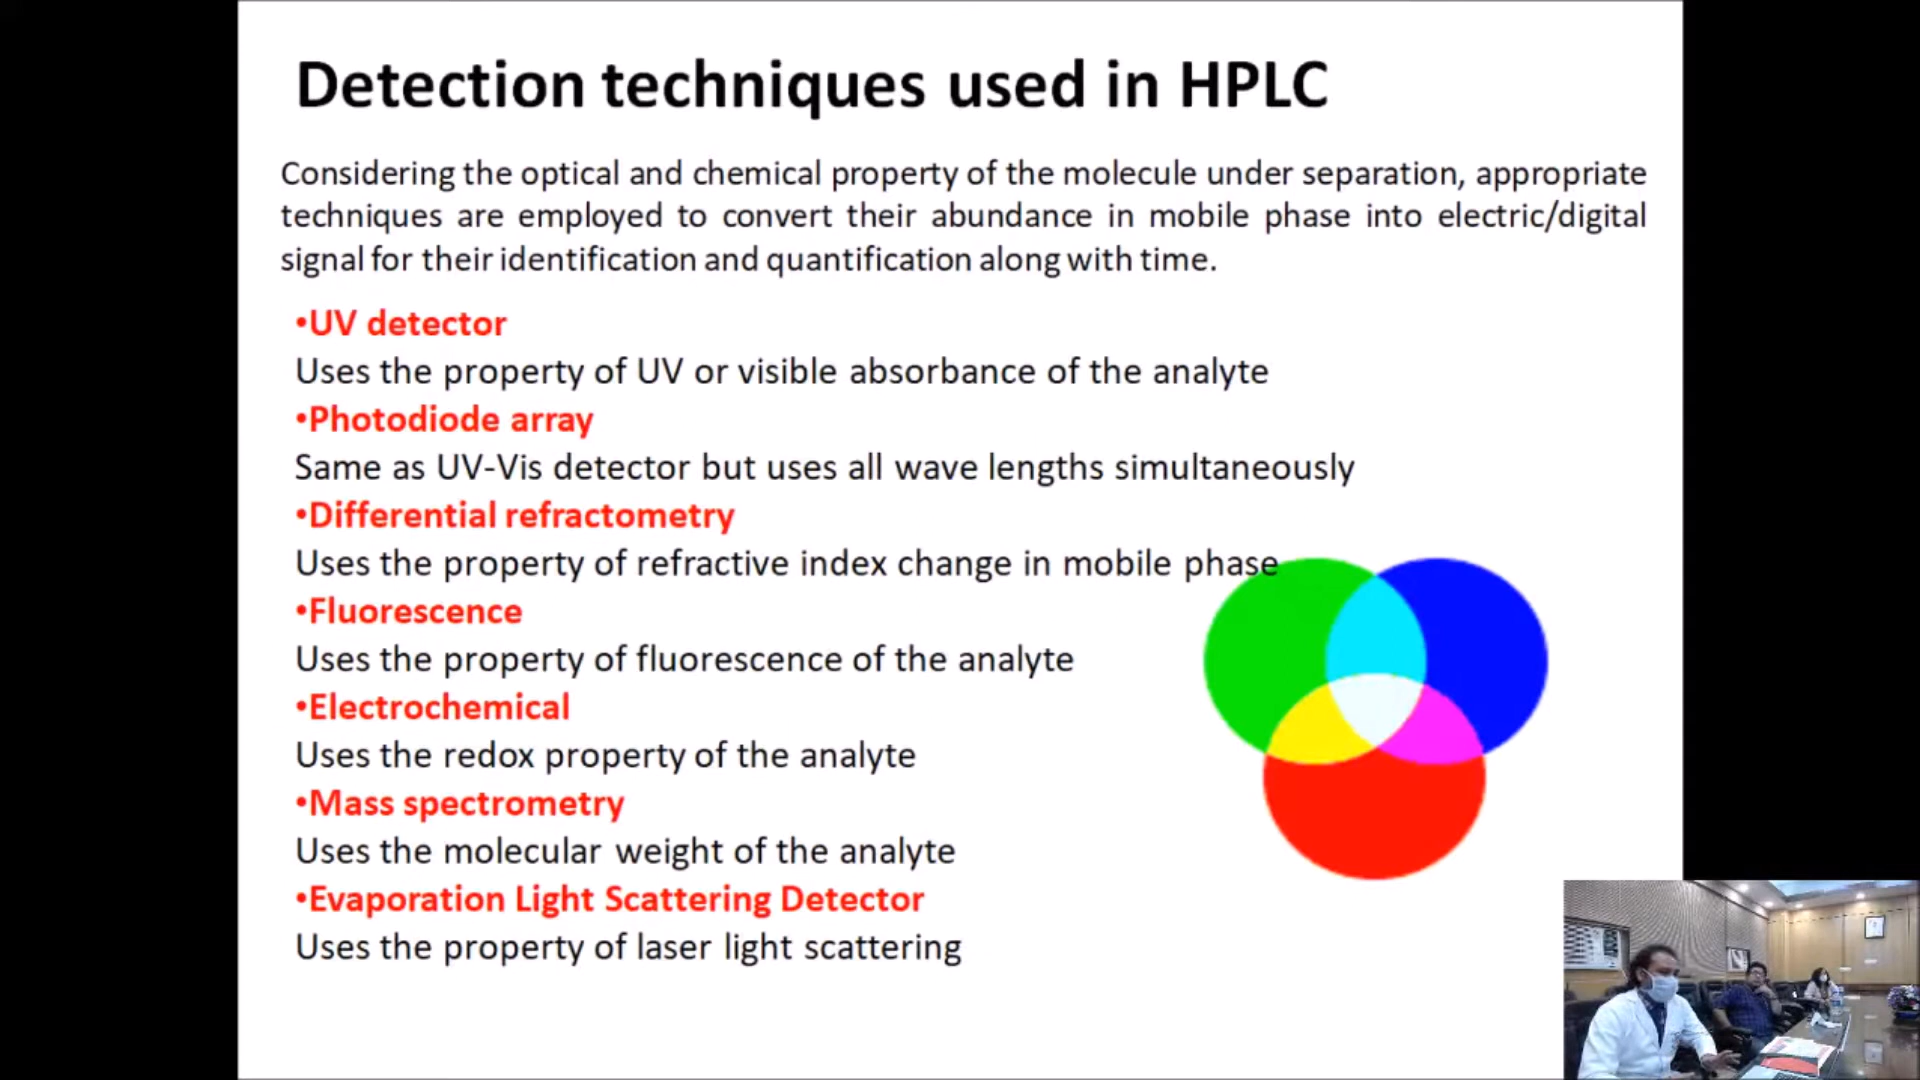 Detection techniques used in HPLC
Considering the optical and chemical property of the molecule under separation, appropriate
techniques are employed to convert their abundance in mobile phase into electric/digital
signal for their identification and quantification along with time.
•UV detector
Uses the property of UV or visible absorbance of the analyte
•Photodiode array
Same as UV-Vis detector but uses all wave lengths simultaneously
•Differential refractometry
Uses the property of refractive index change in mobile phase
•Fluorescence
Uses the property of fluorescence of the analyte
•Electrochemical
Uses the redox property of the analyte
•Mass spectrometry
Uses the molecular weight of the analyte
•Evaporation Light Scattering Detector
Uses the property of laser light scattering